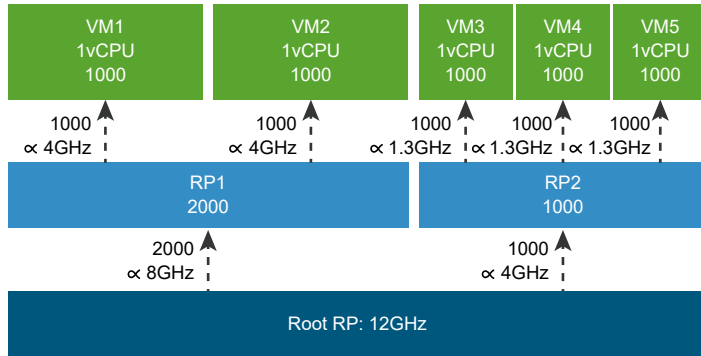 VM1
1vCPU
1000
VM2
1vCPU
1000
VM3
1vCPU
1000
VM4
1vCPU
1000
VM5
1vCPU
1000
1000
∝ 4GHz
1000
∝ 4GHz
1000
∝ 1.3GHz
1000
∝ 1.3GHz
1000
∝ 1.3GHz
RP1
2000
RP2
1000
2000
∝ 8GHz
1000
∝ 4GHz
Root RP: 12GHz